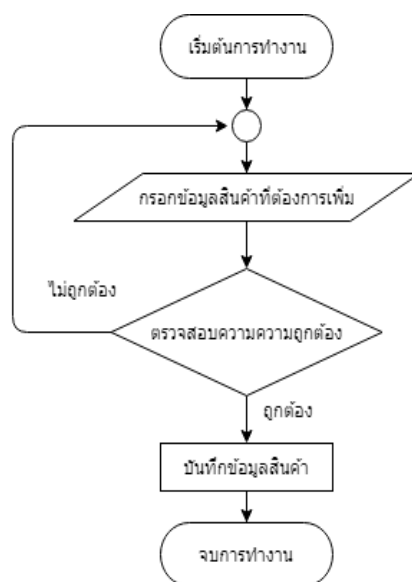 เริ่มต้นการทำงาน
กรอกข้อมูลสินค้าที่ต้องการเพิ่ม
ไม่ถูกต้อง
ตรวจสอบความความถูกต้อง
ถูกต้อง
บันทึกข้อมูลสินค้า
จบการทำงาน